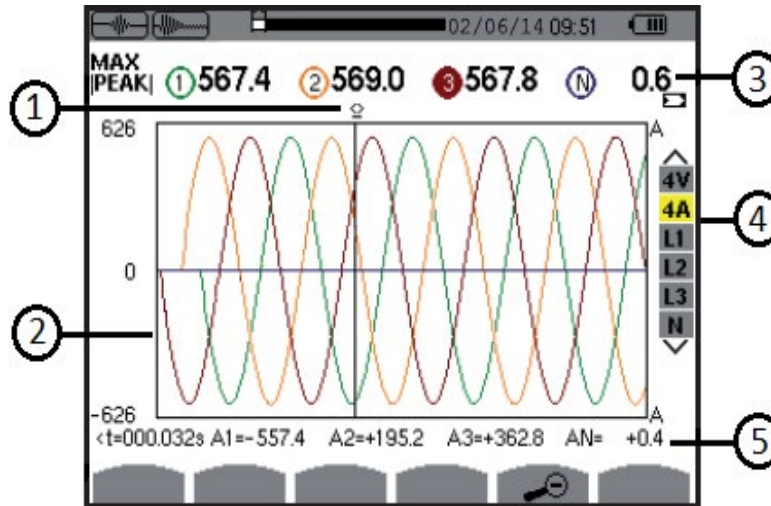 02/06/14 09:51
MAX
|PEAK| 1 567.4 2 569.0 3 567.8 N 0.6
3
1
626
A
4V
4A
4
L1
L2
L3
N
0
2
-626
A
<t=000.032s A1=-557.4 A2=+195.2 A3=+362.8 AN= +0.4
5